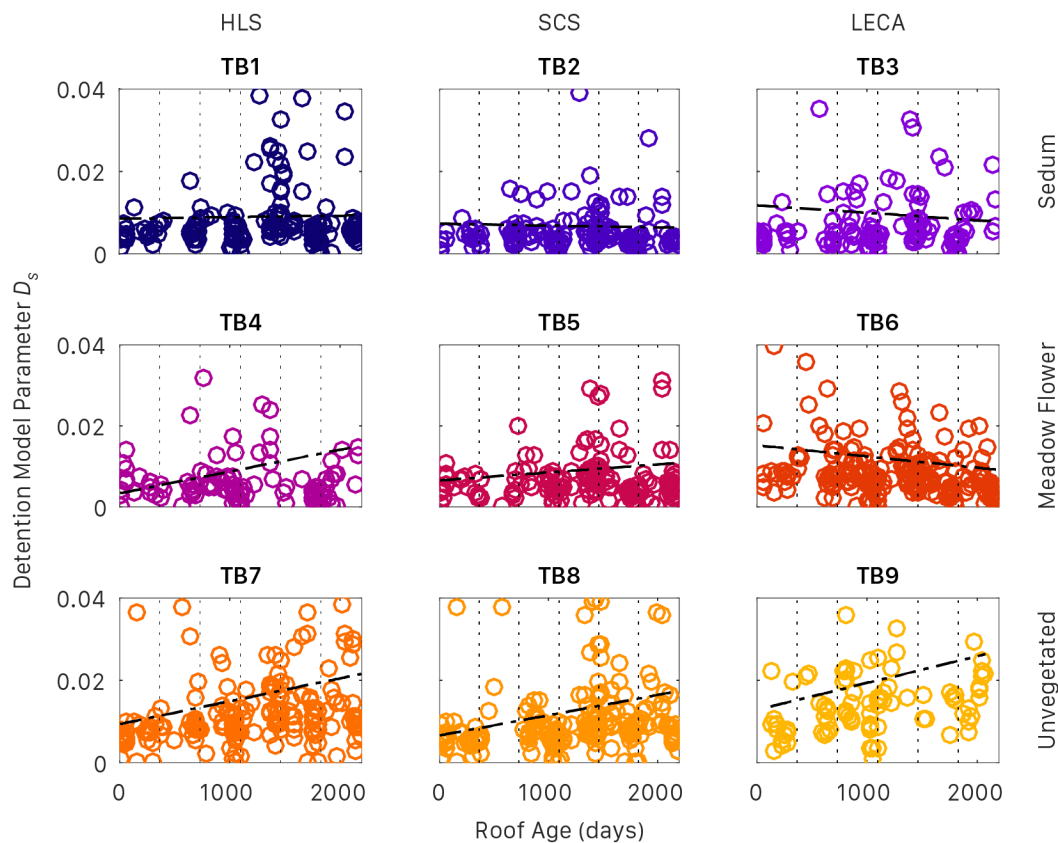 HLS SCS LECA
TB1 TB2 TB3
0.04
0.02
0
Sedum
TB4 TB5 TB6
0.04
0.02
0
Meadow Flower
TB7 TB8 TB9
0.04
0.02
0
Unvegetated
0 1000 2000 0 1000 2000 0 1000 2000
Roof Age (days)
Detention Model Parameter Ds